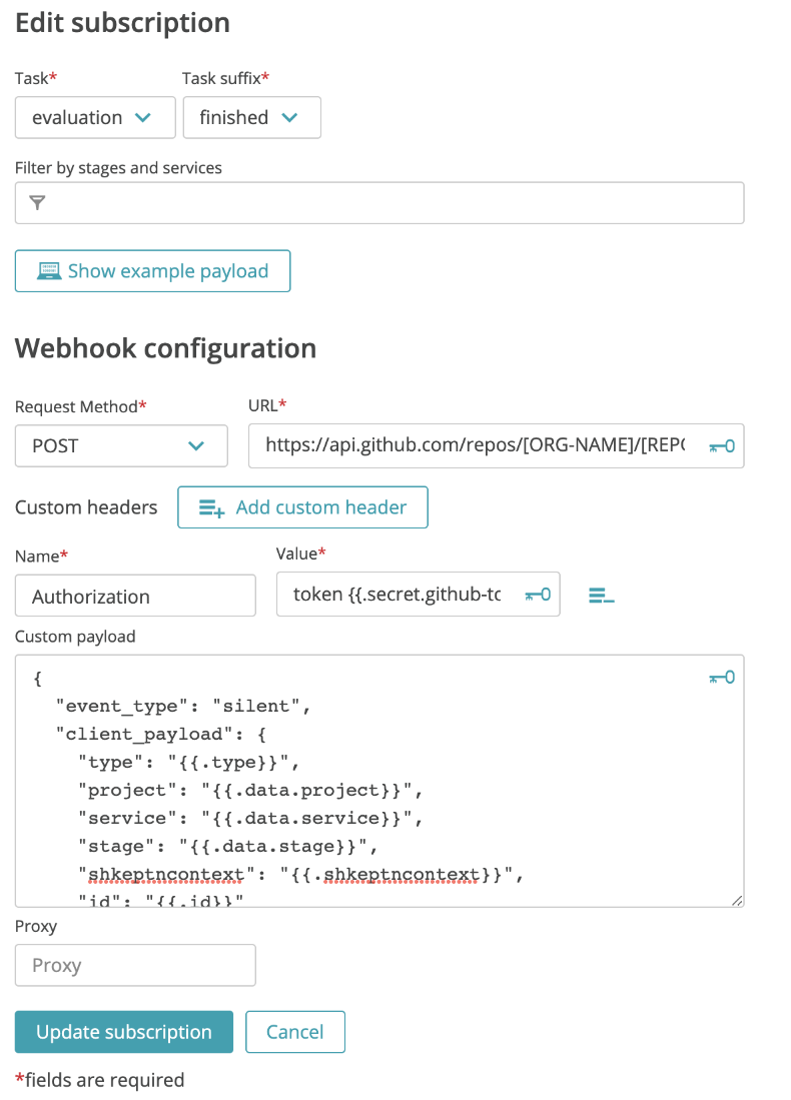 Edit subscription
Task* Task suffix*
evaluation finished
Filter by stages and services
Show example payload
Webhook configuration
Request Method* URL*
POST https://api.github.com/repos/[ORG-NAME]/[REP
Custom headers Add custom header
Name* Value*
Authorization token {{.secret.github-to
Custom payload
{
"event_type": "silent",
"client_payload": {
"type": "{{.type}}",
"project": "{{.data.project}}",
"service": "{{.data.service}}",
"stage": "{{.data.stage}}",
"shkeptncontext": "{{.shkeptncontext}}",
"id": "{{.id}}"
Proxy
Proxy
Update subscription Cancel
*fields are required